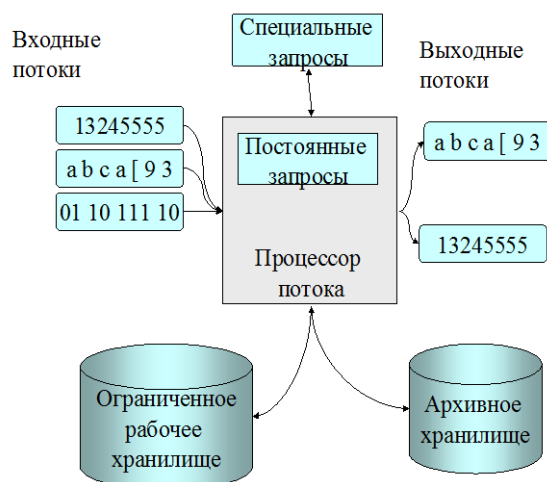 Входные
потоки
Специальные
запросы
Выходные
потоки
13245555
a b c a [ 9 3
01 10 111 10
Постоянные
запросы
Процессор
потока
a b c a [ 9 3
13245555
Ограниченное
рабочее
хранилище
Архивное
хранилище